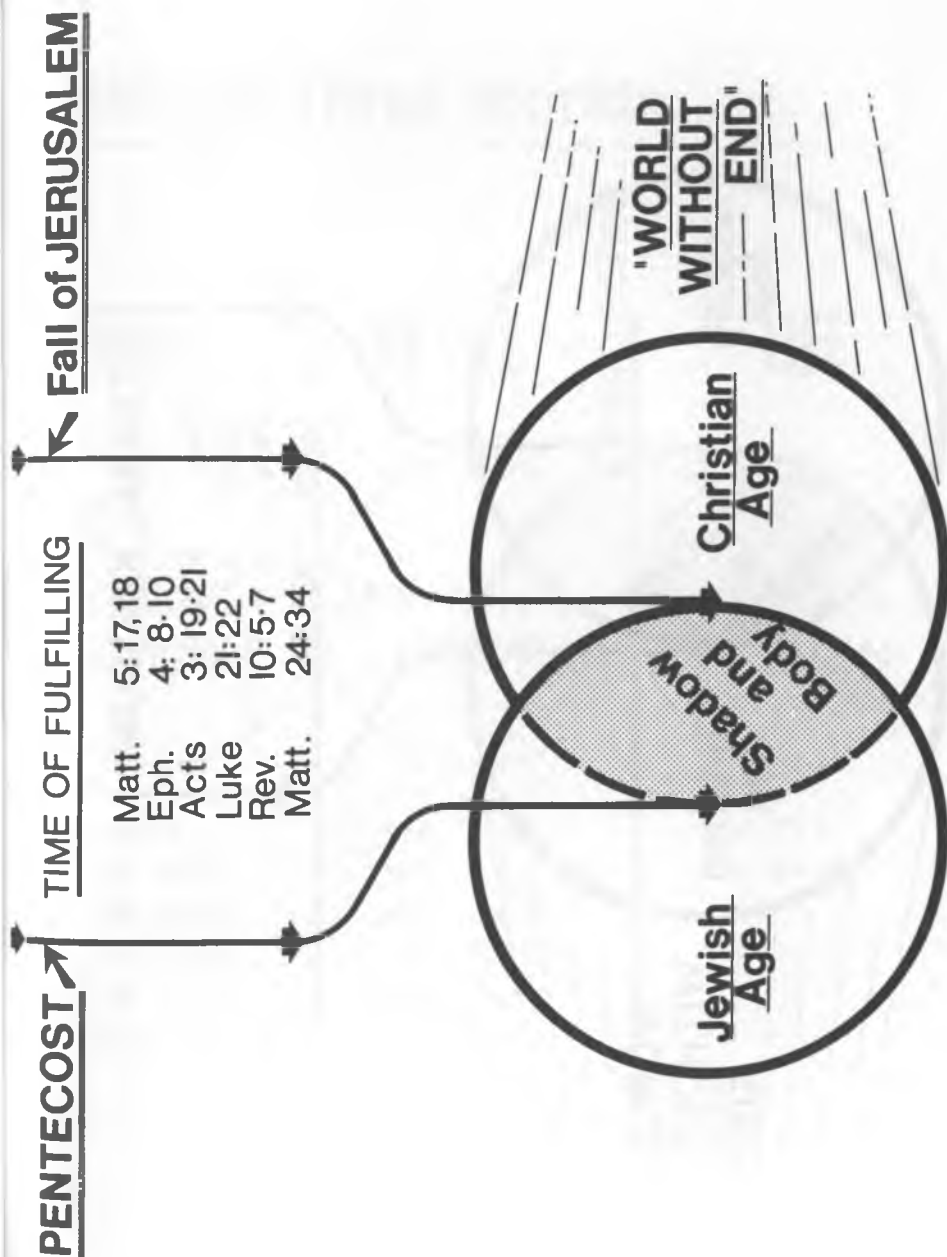 PENTECOST
TIME OF FULFILLING
Fall of JERUSALEM
Matt. 5:17,18
Eph. 4:8-10
Acts 3:19-21
Luke 21:22
Rev. 10:5-7
Matt. 24:34
Jewish
Age
Shadow
and
Body
Christian
Age
"WORLD
WITHOUT
END"